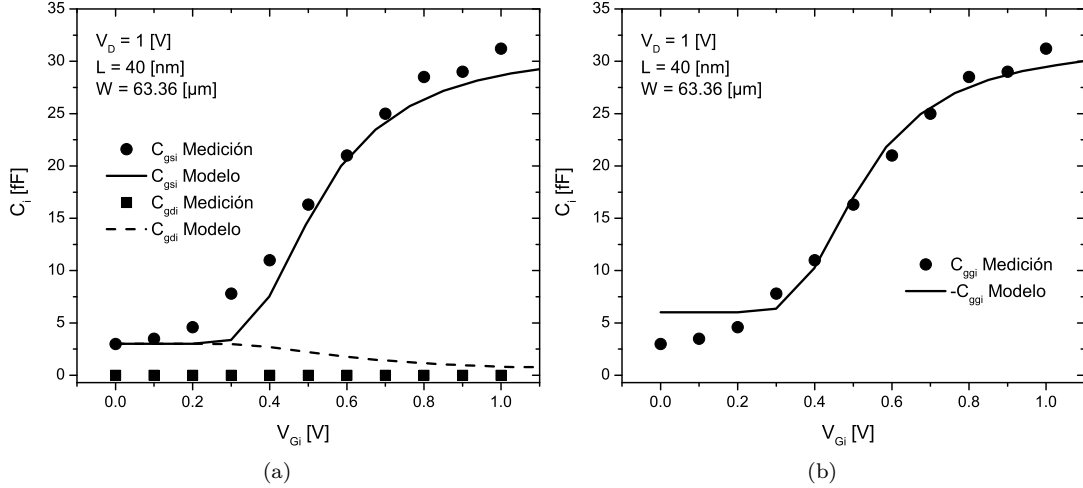 V_D = 1 [V]
L = 40 [nm]
W = 63.36 [µm]
C_gsi Medición
C_gsi Modelo
C_gdi Medición
C_gdi Modelo
C_i [fF]
35
30
25
20
15
10
5
0
0.0 0.2 0.4 0.6 0.8 1.0
V_Gi [V]
(a)
V_D = 1 [V]
L = 40 [nm]
W = 63.36 [µm]
C_ggi Medición
-C_ggi Modelo
C_i [fF]
35
30
25
20
15
10
5
0
0.0 0.2 0.4 0.6 0.8 1.0
V_Gi [V]
(b)